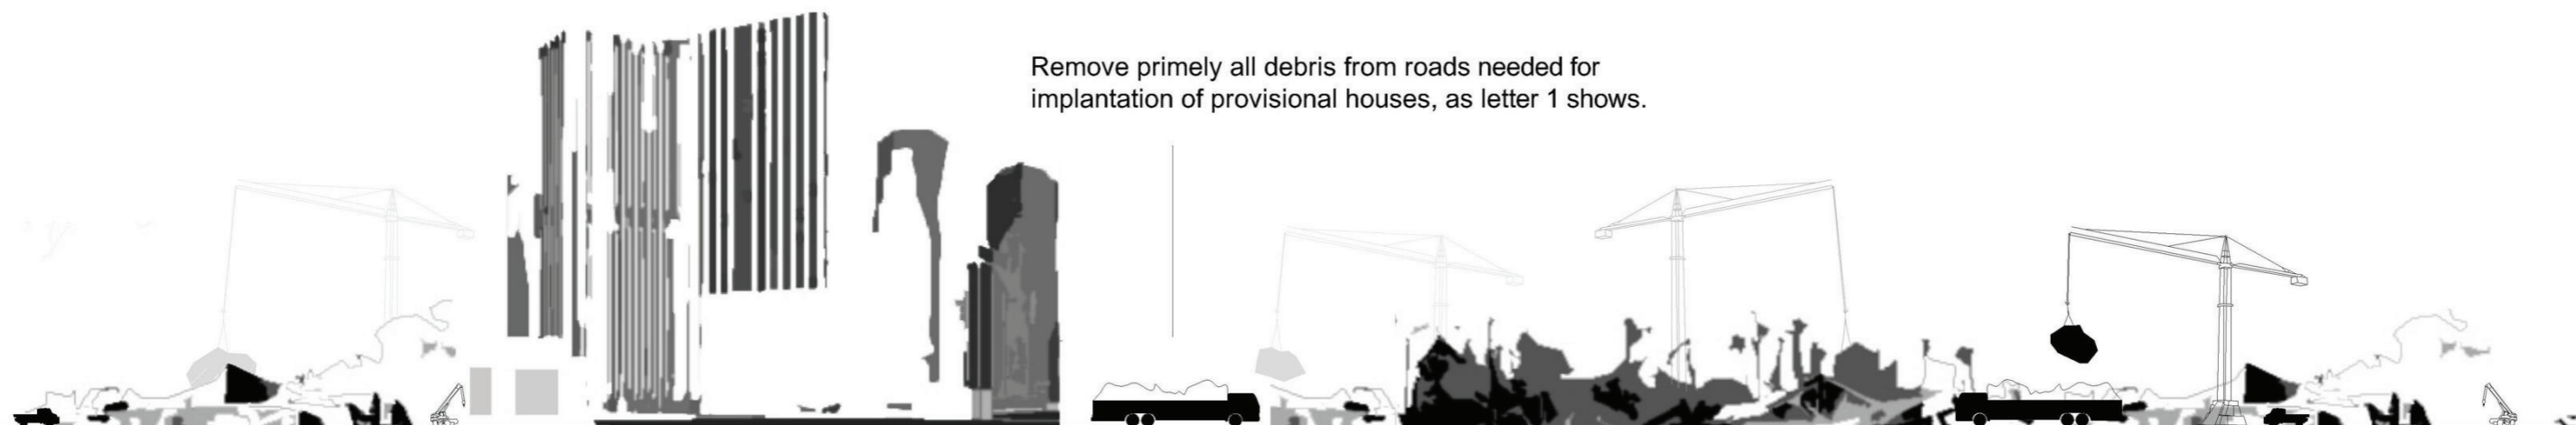 Remove primely all debris from roads needed for
implantation of provisional houses, as letter 1 shows.